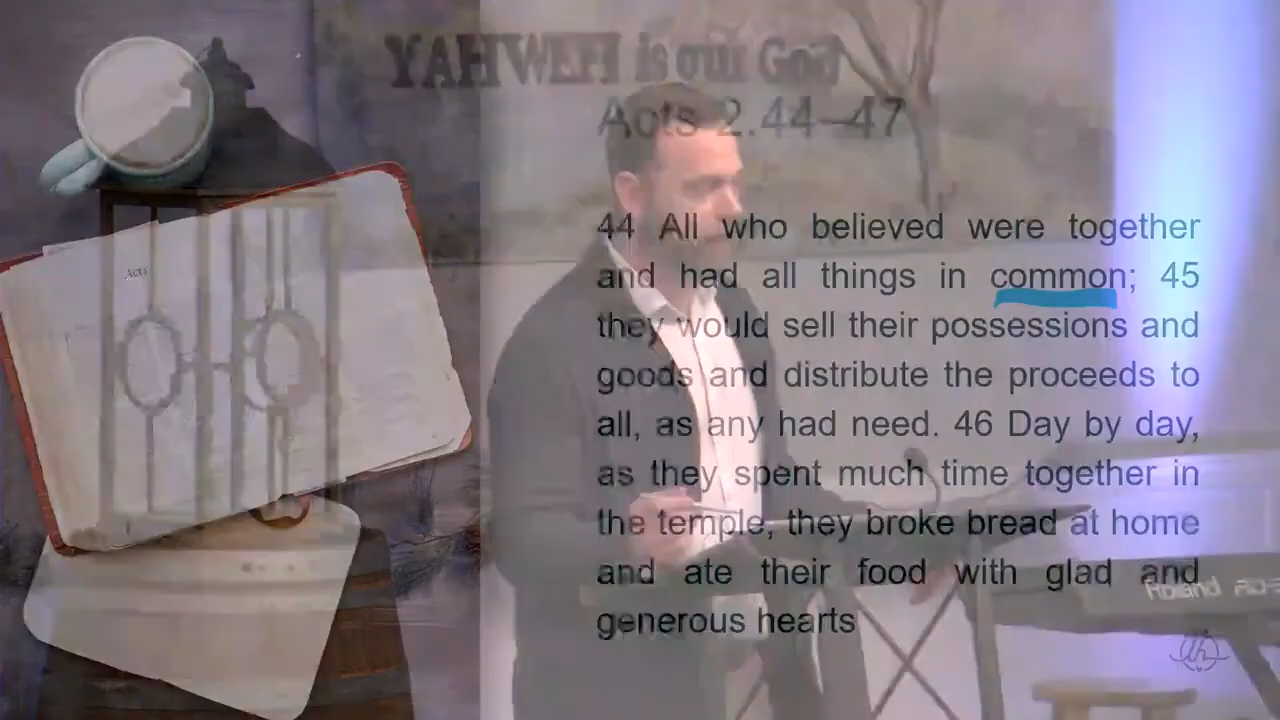 YAHWEH is our God
Acts 2.44–47
Acts
44 All who believed were together
and had all things in common; 45
they would sell their possessions and
goods and distribute the proceeds to
all, as any had need. 46 Day by day,
as they spent much time together in
the temple, they broke bread at home
and ate their food with glad and
generous hearts
Roland